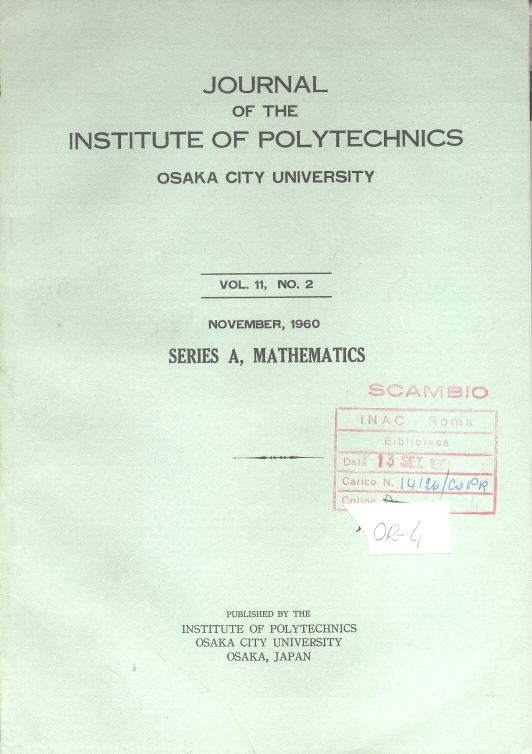 JOURNAL
OF THE
INSTITUTE OF POLYTECHNICS
OSAKA CITY UNIVERSITY
VOL. 11, NO. 2
NOVEMBER, 1960
SERIES A, MATHEMATICS
SCAMBIO
INAC - Roma
Biblioteca
Data 13 SET.
Carico N. 14126/COPR
Colloc.
OR-4
PUBLISHED BY THE
INSTITUTE OF POLYTECHNICS
OSAKA CITY UNIVERSITY
OSAKA, JAPAN